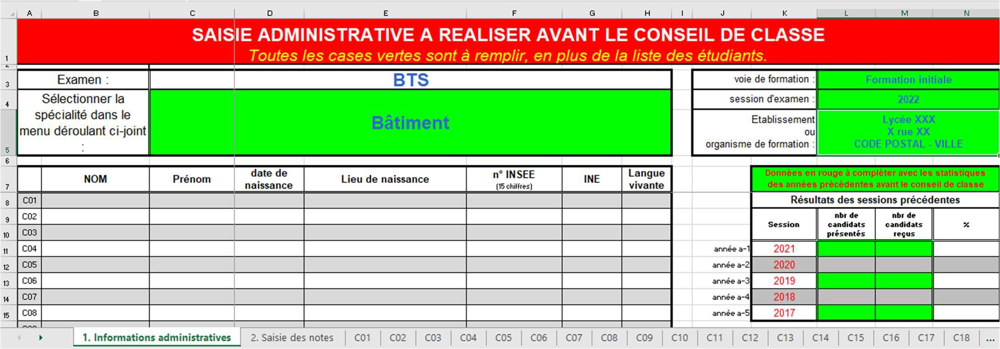 A B C D E F G H I J K L M N
1 SAISIE ADMINISTRATIVE A REALISER AVANT LE CONSEIL DE CLASSE
Toutes les cases vertes sont à remplir, en plus de la liste des étudiants.
2
3 Examen : BTS voie de formation : Formation initiale
4 session d'examen : 2022
Sélectionner la
spécialité dans le
menu déroulant ci-joint
:
Bâtiment
5 Etablissement
ou
organisme de formation :
Lycée XXX
X rue XX
CODE POSTAL - VILLE
6
7 NOM Prénom date de
naissance Lieu de naissance n° INSEE
(15 chiffres) INE Langue
vivante
Données en rouge à compléter avec les statistiques
des années précèdentes avant le conseil de classe
8 C01 Résultats des sessions précédentes
9 C02
10 C03
Session nbr de
candidats
présentés nbr de
candidats
reçus %
11 C04 année a-1 2021
12 C05 année a-2 2020
13 C06 année a-3 2019
14 C07 année a-4 2018
15 C08 année a-5 2017
1. Informations administratives 2. Saisie des notes C01 C02 C03 C04 C05 C06 C07 C08 C09 C10 C11 C12 C13 C14 C15 C16 C17 C18 ...